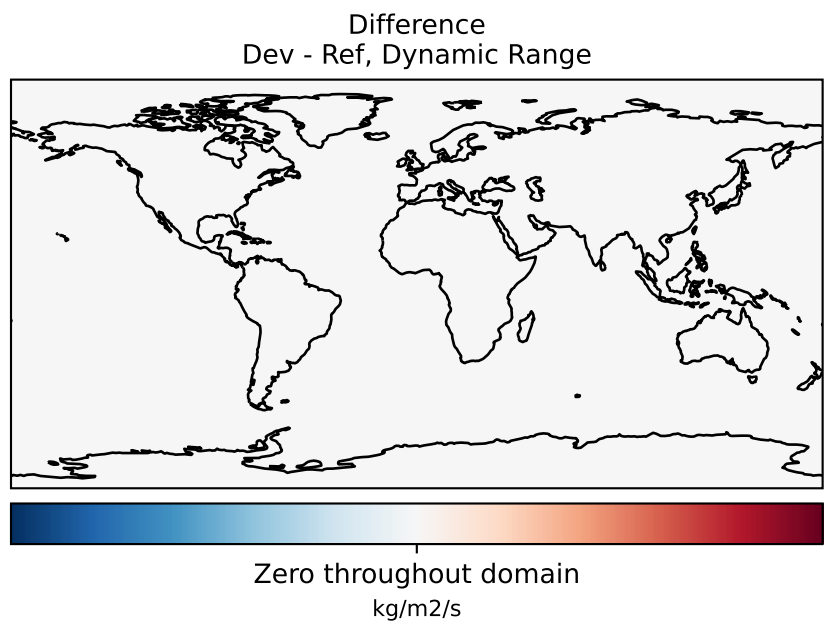 Difference
Dev - Ref, Dynamic Range
Zero throughout domain
kg/m2/s